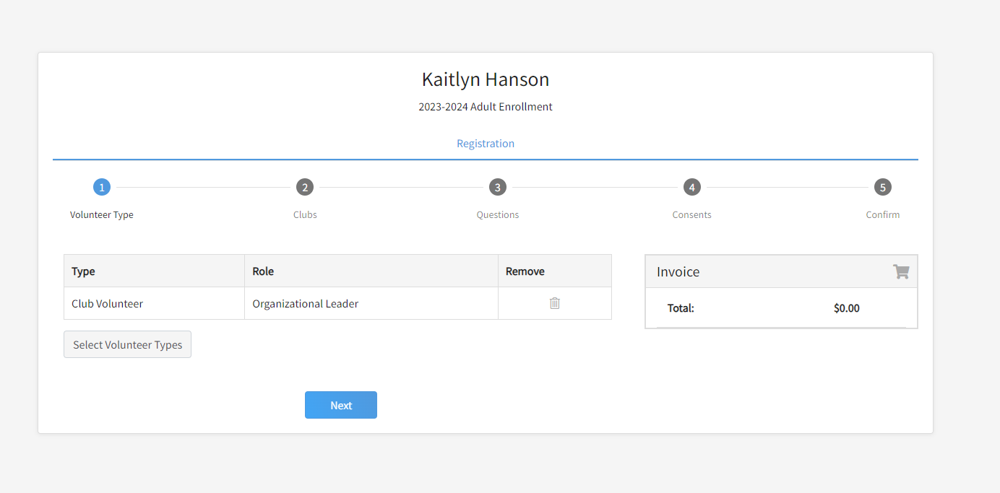 Kaitlyn Hanson
2023-2024 Adult Enrollment
Registration
1 2 3 4 5
Volunteer Type Clubs Questions Consents Confirm
Type Role Remove
Club Volunteer Organizational Leader
Select Volunteer Types
Next
Invoice
Total: $0.00